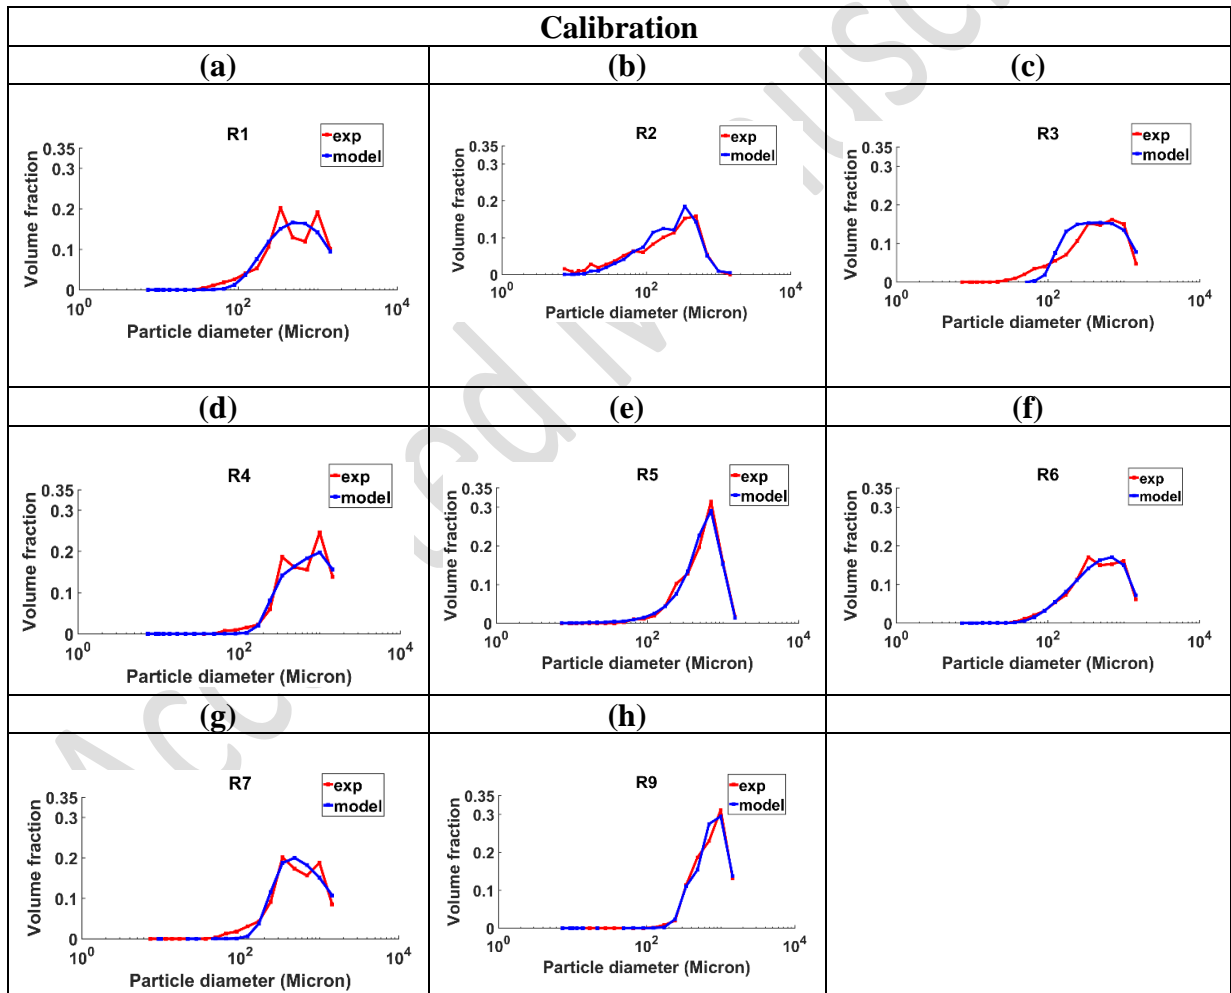 Calibration
(a) (b) (c)
R1
exp
model
0.35
0.3
0.2
0.1
0
Volume fraction
10^0 10^2 10^4
Particle diameter (Micron)
R2
exp
model
0.35
0.3
0.2
0.1
0
Volume fraction
10^0 10^2 10^4
Particle diameter (Micron)
R3
exp
model
0.35
0.3
0.2
0.1
0
Volume fraction
10^0 10^2 10^4
Particle diameter (Micron)
(d) (e) (f)
R4
exp
model
0.35
0.3
0.2
0.1
0
Volume fraction
10^0 10^2 10^4
Particle diameter (Micron)
R5
exp
model
0.35
0.3
0.2
0.1
0
Volume fraction
10^0 10^2 10^4
Particle diameter (Micron)
R6
exp
model
0.35
0.3
0.2
0.1
0
Volume fraction
10^0 10^2 10^4
Particle diameter (Micron)
(g) (h)
R7
exp
model
0.35
0.3
0.2
0.1
0
Volume fraction
10^0 10^2 10^4
Particle diameter (Micron)
R9
exp
model
0.35
0.3
0.2
0.1
0
Volume fraction
10^0 10^2 10^4
Particle diameter (Micron)